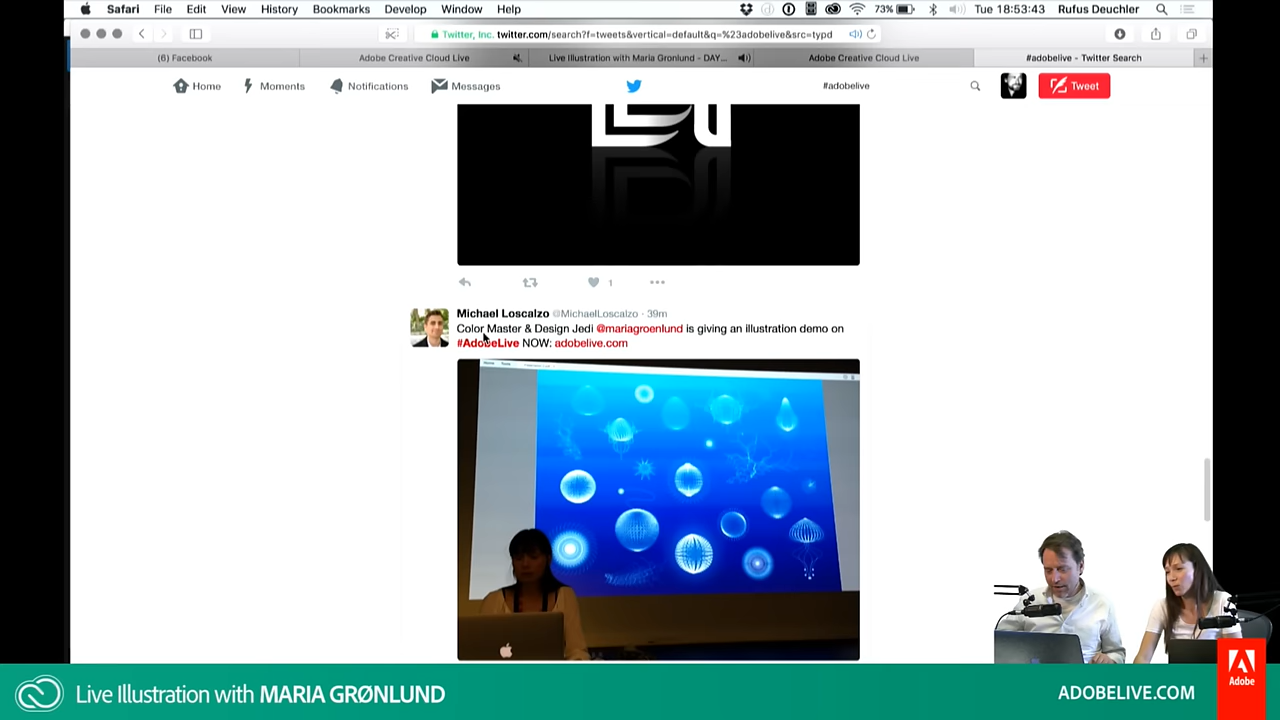 Safari File Edit View History Bookmarks Develop Window Help 73% Tue 18:53:43 Rufus Deuchler
Twitter, Inc. twitter.com/search?f=tweets&vertical=default&q=%23adobelive&src=typd
(6) Facebook Adobe Creative Cloud Live Live Illustration with Maria Gronlund - DAY... Adobe Creative Cloud Live #adobelive - Twitter Search
Home Moments Notifications Messages #adobelive Tweet
1
Michael Loscalzo @MichaelLoscalzo · 39m
Color Master & Design Jedi @mariagroenlund is giving an illustration demo on
#AdobeLive NOW: adobelive.com
Live Illustration with MARIA GRØNLUND
ADOBELIVE.COM
Adobe